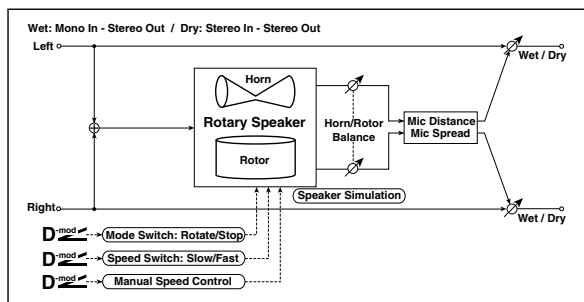 Wet: Mono In - Stereo Out / Dry: Stereo In - Stereo Out
Left
Wet / Dry
Horn
Rotary Speaker
Rotor
Horn/Rotor
Balance
Mic Distance
Mic Spread
Speaker Simulation
Right
Wet / Dry
D-mod
Mode Switch: Rotate/Stop
D-mod
Speed Switch: Slow/Fast
D-mod
Manual Speed Control